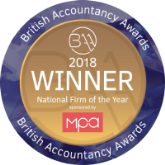 British Accountancy Awards
BAA
2018
WINNER
National Firm of the Year
sponsored by
mpa
British Accountancy Awards